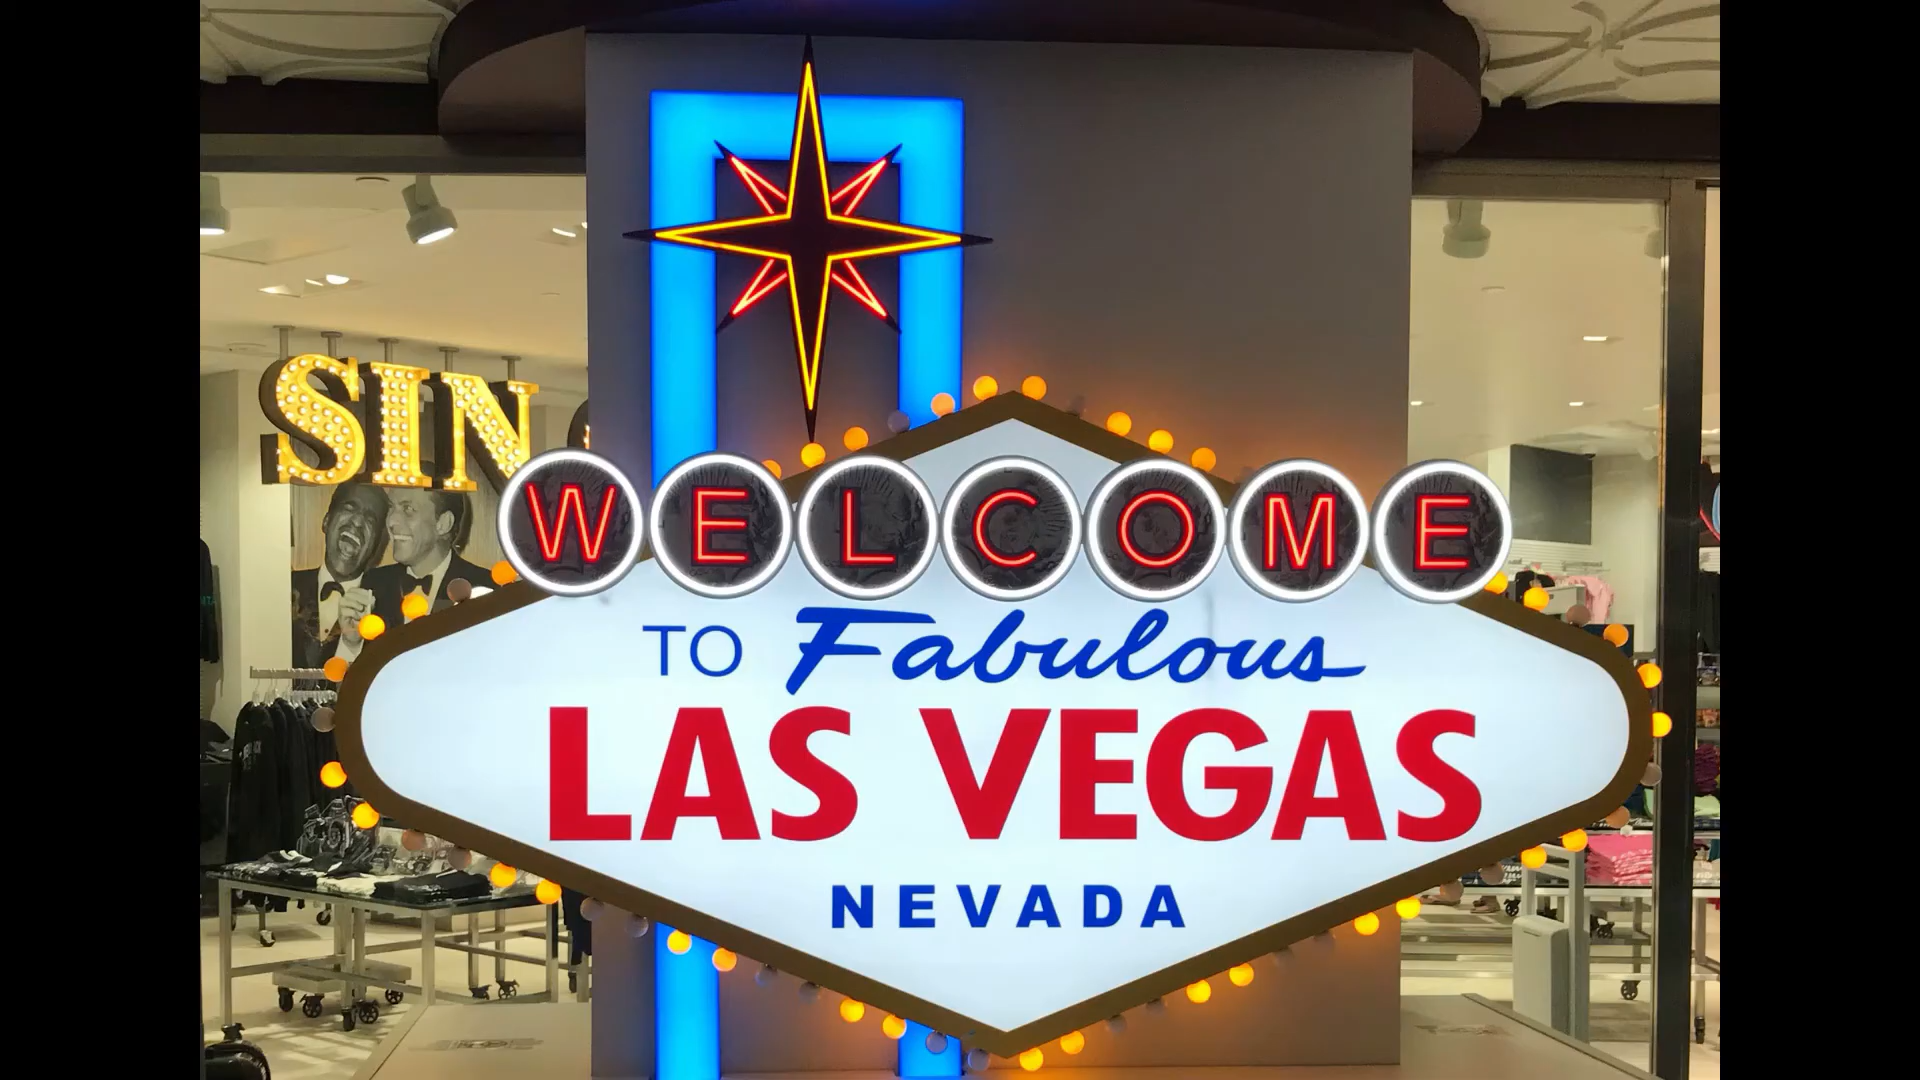 SIN
WELCOME
TO Fabulous
LAS VEGAS
NEVADA